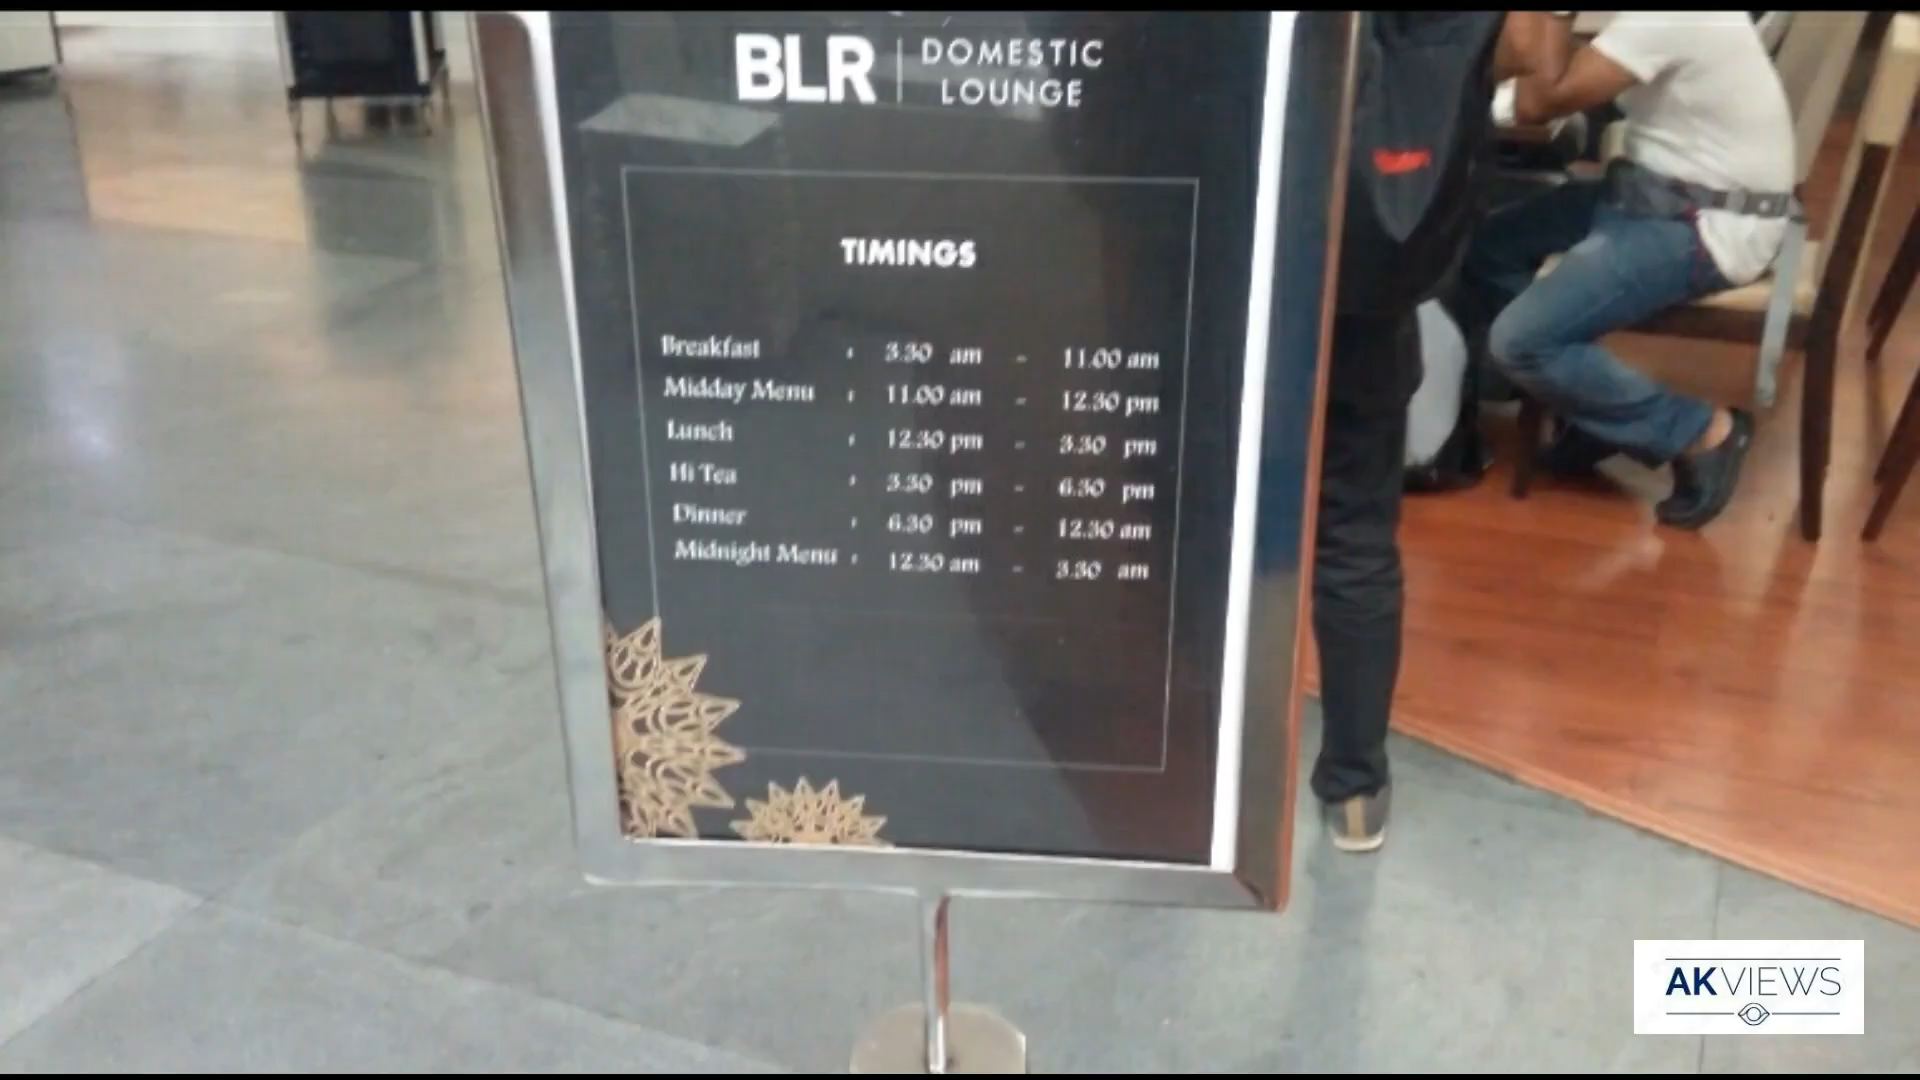 BLR | DOMESTIC LOUNGE
TIMINGS
Breakfast : 3.30 am - 11.00 am
Midday Menu : 11.00 am - 12.30 pm
Lunch : 12.30 pm - 3.30 pm
Hi Tea : 3.30 pm - 6.30 pm
Dinner : 6.30 pm - 12.30 am
Midnight Menu : 12.30 am - 3.30 am
AKVIEWS